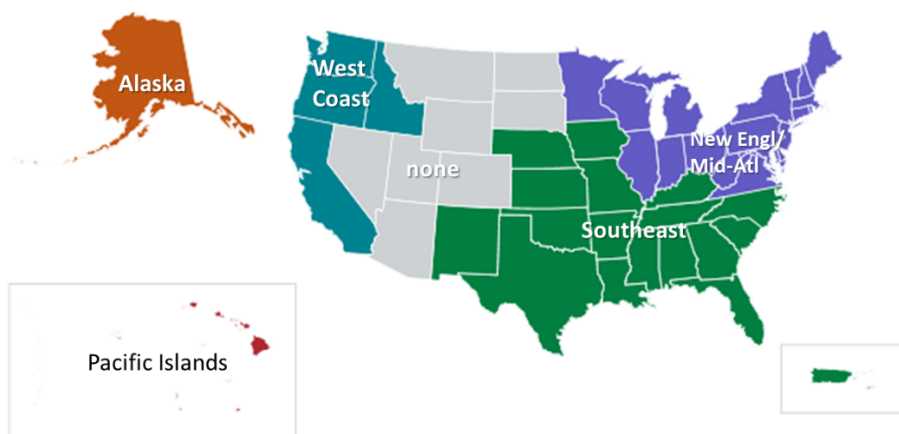 Alaska
West
Coast
New Engl/
Mid-Atl
none
Southeast
Pacific Islands